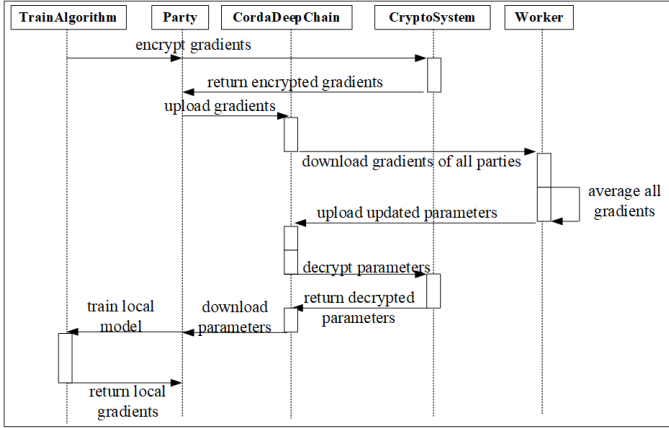 TrainAlgorithm Party CordaDeepChain CryptoSystem Worker
encrypt gradients
return encrypted gradients
upload gradients
download gradients of all parties
average all
gradients
upload updated parameters
decrypt parameters
return decrypted
parameters
download
parameters
train local
model
return local
gradients